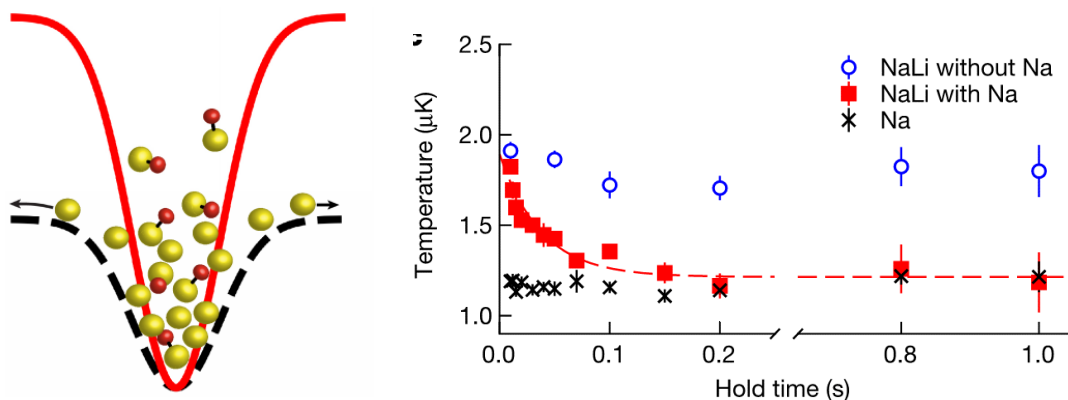 2.5
2.0
1.5
1.0
Temperature (μK)
NaLi without Na
NaLi with Na
Na
0.0
0.1
0.2
0.8
1.0
Hold time (s)